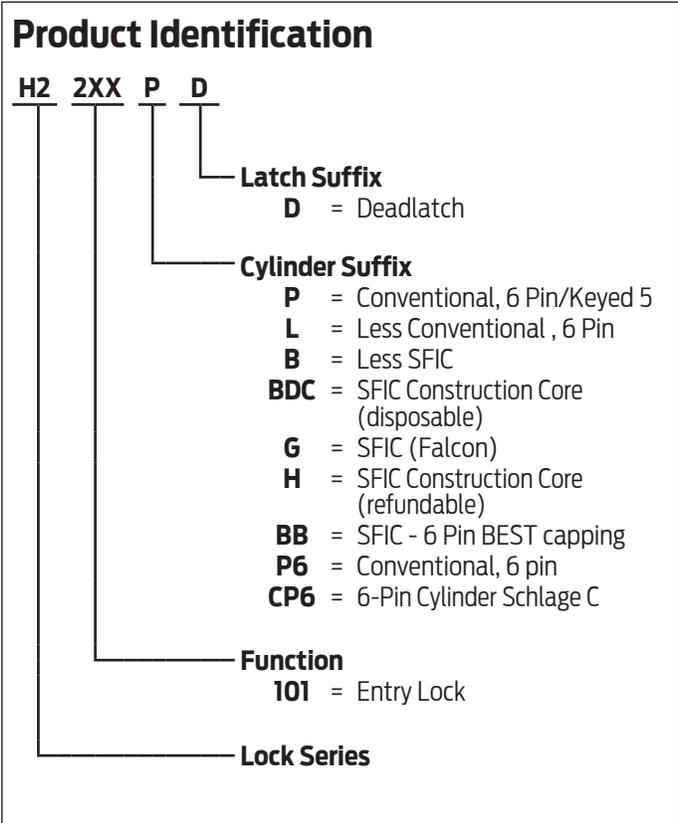 Product Identification
H2 2XX P D
Latch Suffix
D = Deadlatch
Cylinder Suffix
P = Conventional, 6 Pin/Keyed 5
L = Less Conventional , 6 Pin
B = Less SFIC
BDC = SFIC Construction Core
(disposable)
G = SFIC (Falcon)
H = SFIC Construction Core
(refundable)
BB = SFIC - 6 Pin BEST capping
P6 = Conventional, 6 pin
CP6 = 6-Pin Cylinder Schlage C
Function
101 = Entry Lock
Lock Series